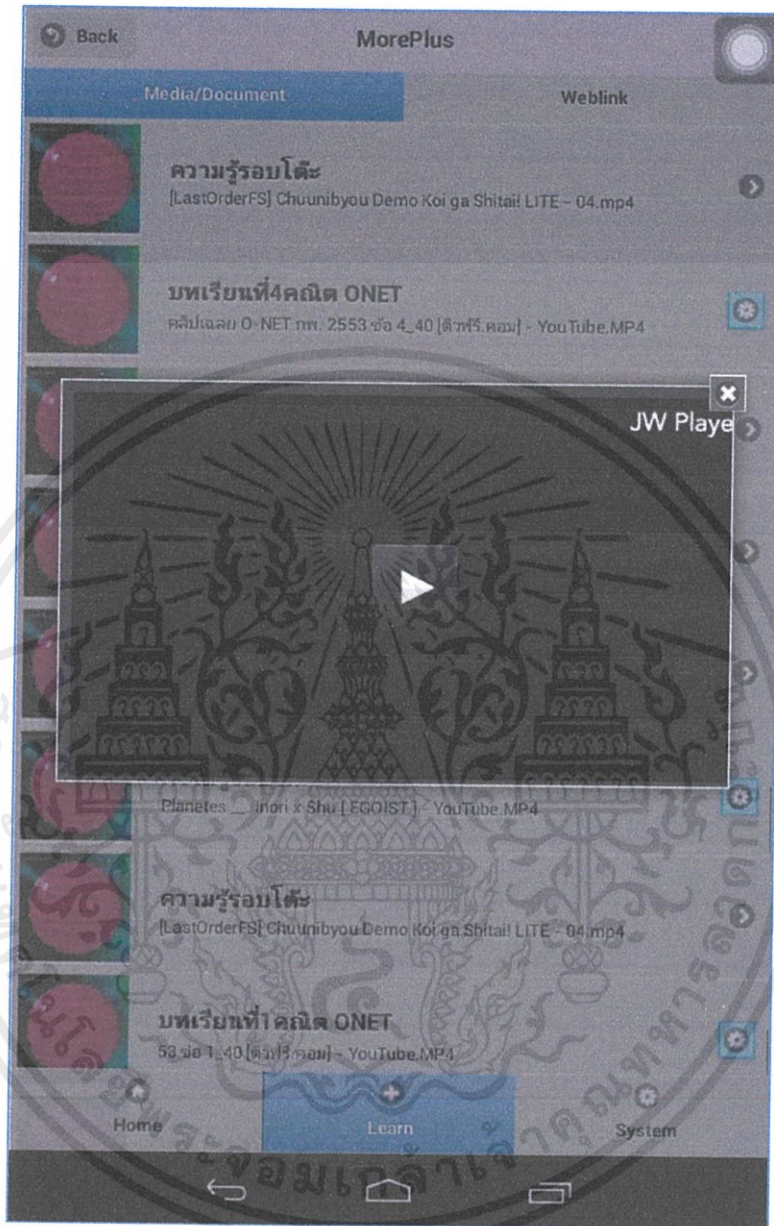 Back
MorePlus
Media/Document
Weblink
ความรู้รอบโต๊ะ
[LastOrderFS] Chuunibyou Demo Koi ga Shitai! LITE - 04.mp4
บทเรียนที่4คณิต ONET
คลิปเฉลย O-NET กพ. 2553 ข้อ 4_40 [ติวฟรี.คอม] - YouTube.MP4
JW Playe
Planetes __ Inori x Shu [ EGOIST ] - YouTube.MP4
ความรู้รอบโต๊ะ
[LastOrderFS] Chuunibyou Demo Koi ga Shitai! LITE - 04.mp4
บทเรียนที่1คณิต ONET
53 ข้อ 1_40 [ติวฟรี.คอม] - YouTube.MP4
Home
Learn
System